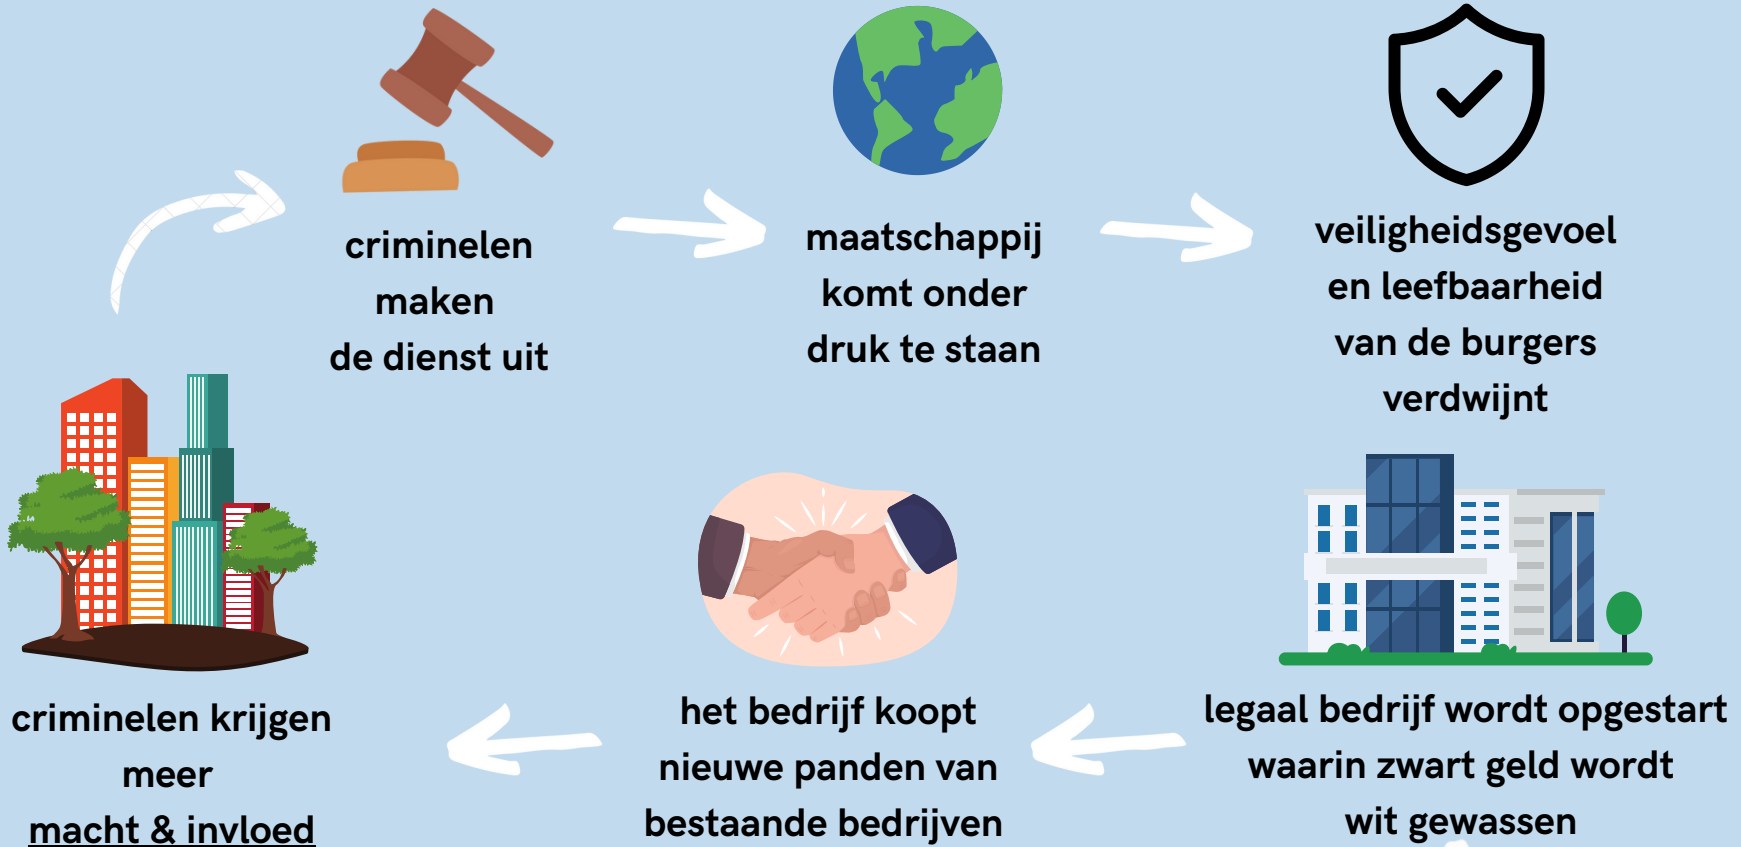 criminelen
maken
de dienst uit
maatschappij
komt onder
druk te staan
veiligheidsgevoel
en leefbaarheid
van de burgers
verdwijnt
criminelen krijgen
meer
macht & invloed
het bedrijf koopt
nieuwe panden van
bestaande bedrijven
legaal bedrijf wordt opgestart
waarin zwart geld wordt
wit gewassen